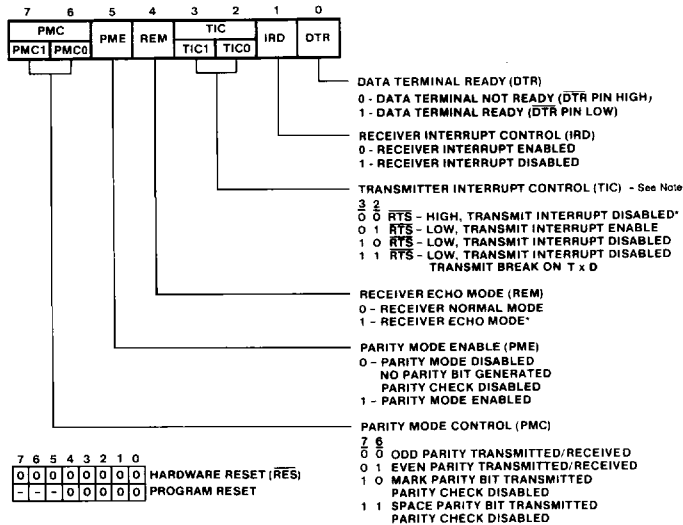 7 6 5 4 3 2 1 0
PMC PME REM TIC IRD DTR
PMC1 PMC0 TIC1 TIC0
DATA TERMINAL READY (DTR)
0 - DATA TERMINAL NOT READY (DTR PIN HIGH)
1 - DATA TERMINAL READY (DTR PIN LOW)
RECEIVER INTERRUPT CONTROL (IRD)
0 - RECEIVER INTERRUPT ENABLED
1 - RECEIVER INTERRUPT DISABLED
TRANSMITTER INTERRUPT CONTROL (TIC) - See Note
3 2
0 0 RTS - HIGH, TRANSMIT INTERRUPT DISABLED*
0 1 RTS - LOW, TRANSMIT INTERRUPT ENABLE
1 0 RTS - LOW, TRANSMIT INTERRUPT DISABLED
1 1 RTS - LOW, TRANSMIT INTERRUPT DISABLED
TRANSMIT BREAK ON T x D
RECEIVER ECHO MODE (REM)
0 - RECEIVER NORMAL MODE
1 - RECEIVER ECHO MODE*
PARITY MODE ENABLE (PME)
0 - PARITY MODE DISABLED
NO PARITY BIT GENERATED
PARITY CHECK DISABLED
1 - PARITY MODE ENABLED
PARITY MODE CONTROL (PMC)
7 6
0 0 ODD PARITY TRANSMITTED/RECEIVED
0 1 EVEN PARITY TRANSMITTED/RECEIVED
1 0 MARK PARITY BIT TRANSMITTED
PARITY CHECK DISABLED
1 1 SPACE PARITY BIT TRANSMITTED
PARITY CHECK DISABLED
7 6 5 4 3 2 1 0
0 0 0 0 0 0 0 0 HARDWARE RESET (RES)
- - - 0 0 0 0 0 PROGRAM RESET